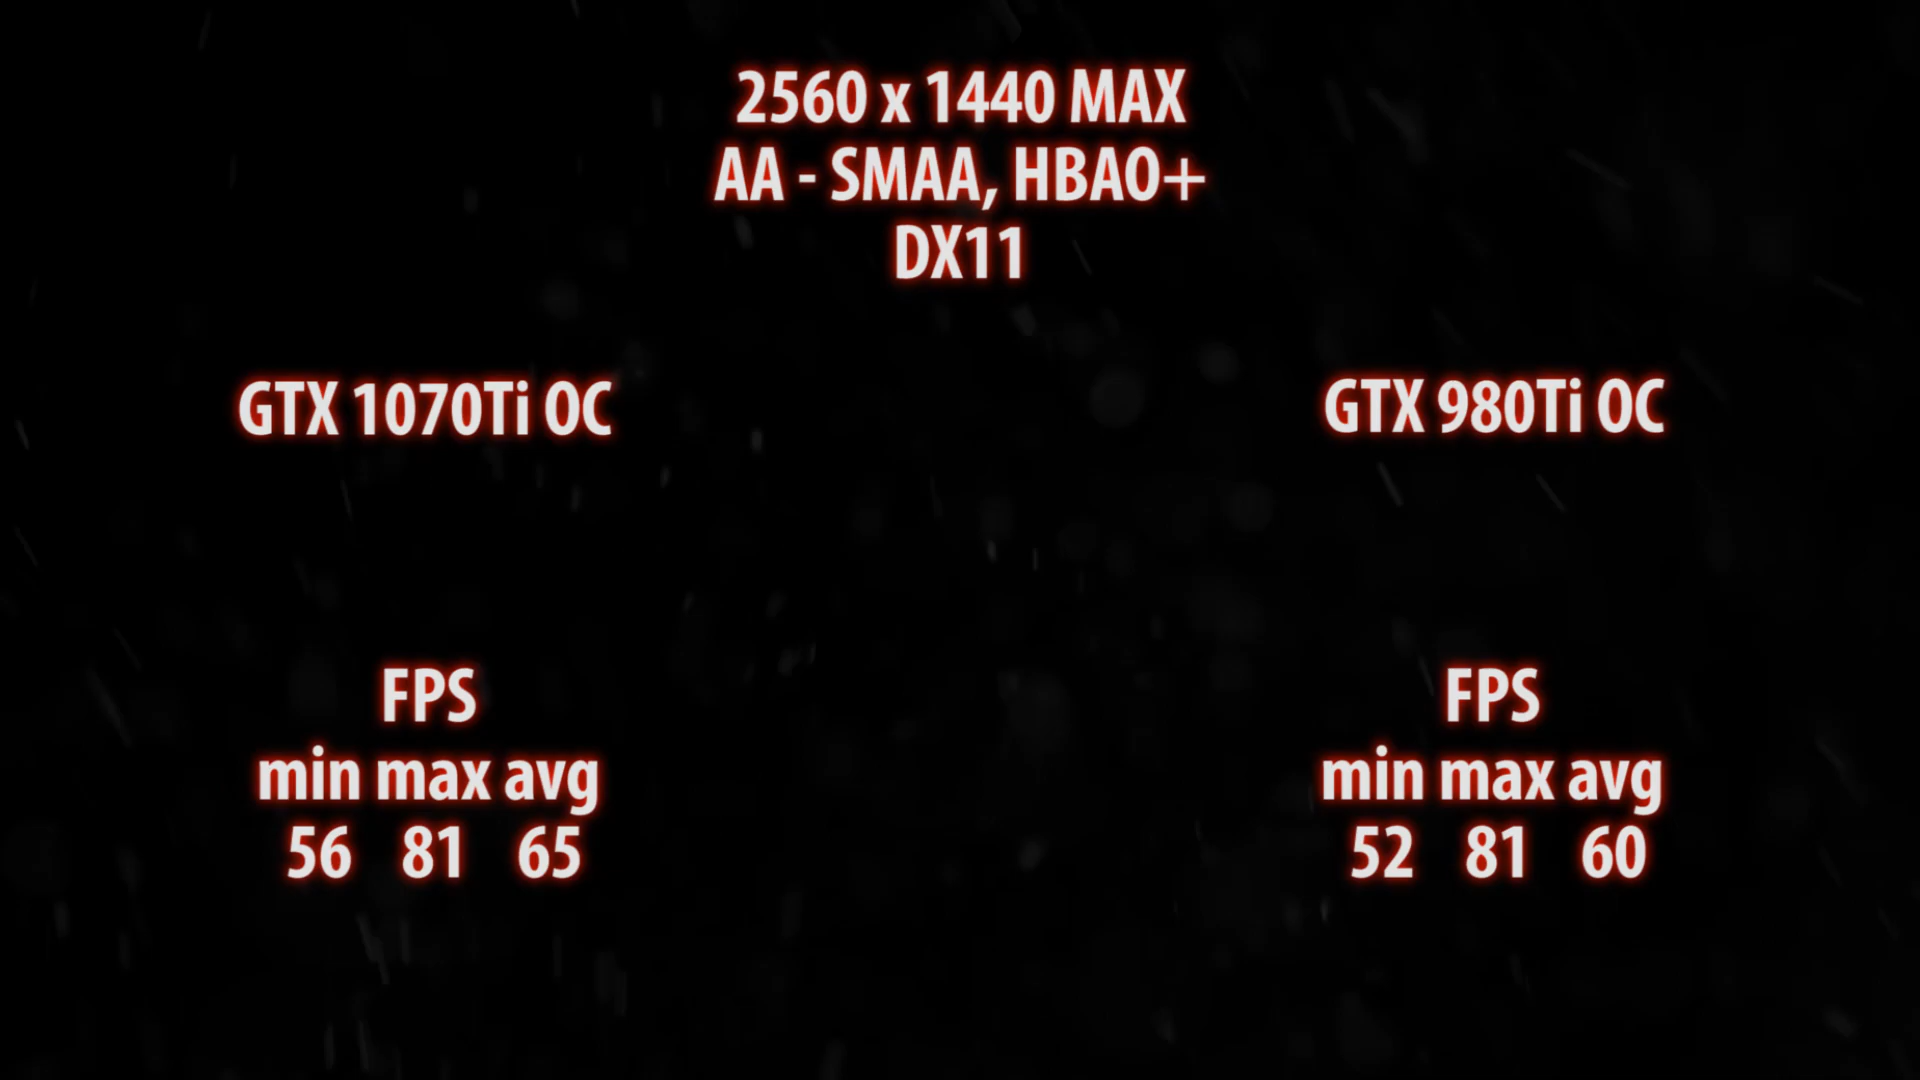 2560 x 1440 MAX
AA - SMAA, HBAO+
DX11
GTX 1070Ti OC
FPS
min max avg
56 81 65
GTX 980Ti OC
FPS
min max avg
52 81 60